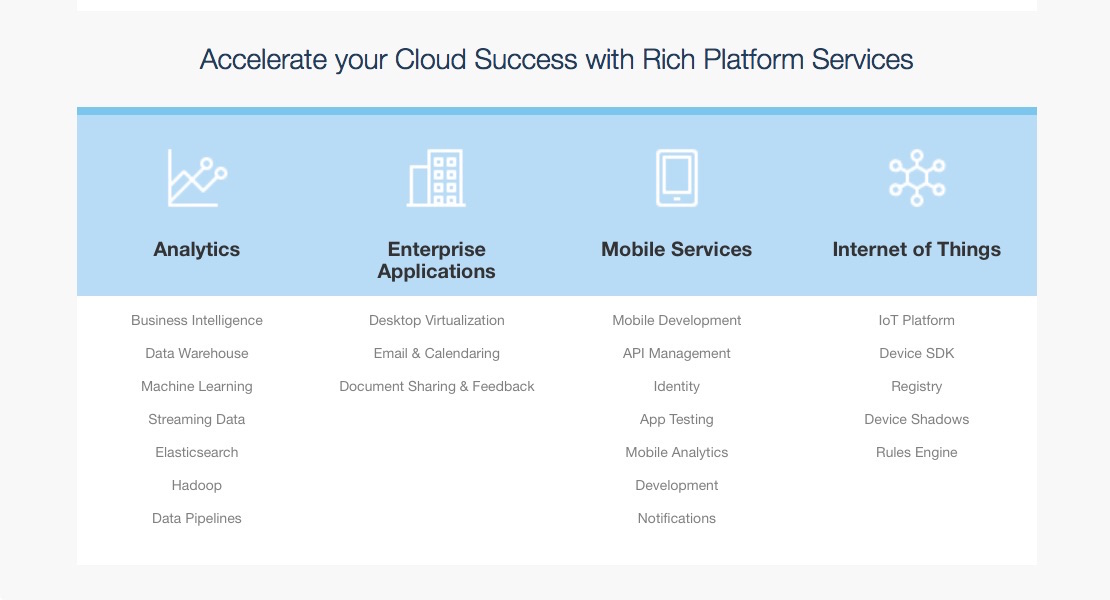 Accelerate your Cloud Success with Rich Platform Services
Analytics
Business Intelligence
Data Warehouse
Machine Learning
Streaming Data
Elasticsearch
Hadoop
Data Pipelines
Enterprise
Applications
Desktop Virtualization
Email & Calendaring
Document Sharing & Feedback
Mobile Services
Mobile Development
API Management
Identity
App Testing
Mobile Analytics
Development
Notifications
Internet of Things
IoT Platform
Device SDK
Registry
Device Shadows
Rules Engine